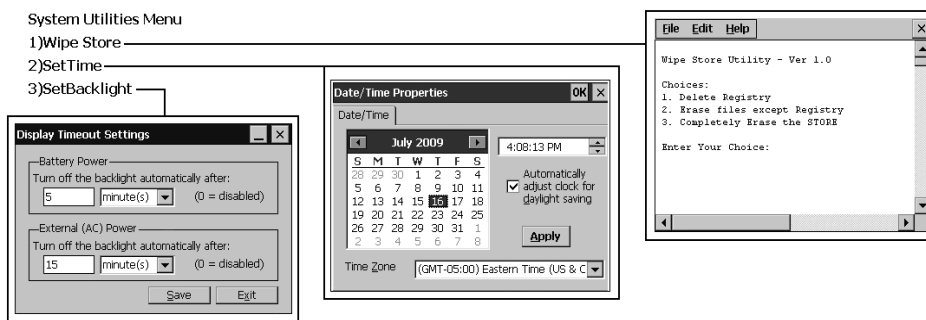 System Utilities Menu
1)Wipe Store
2)SetTime
3)SetBacklight
Display Timeout Settings
Battery Power
Turn off the backlight automatically after:
5 minute(s) (0 = disabled)
External (AC) Power
Turn off the backlight automatically after:
15 minute(s) (0 = disabled)
Save Exit
Date/Time Properties OK
Date/Time
July 2009
S M T W T F S
28 29 30 1 2 3 4
5 6 7 8 9 10 11
12 13 14 15 16 17 18
19 20 21 22 23 24 25
26 27 28 29 30 31 1
2 3 4 5 6 7 8
4:08:13 PM
Automatically
adjust clock for
daylight saving
Apply
Time Zone (GMT-05:00) Eastern Time (US & C
File Edit Help
Wipe Store Utility - Ver 1.0
Choices:
1. Delete Registry
2. Erase files except Registry
3. Completely Erase the STORE
Enter Your Choice: